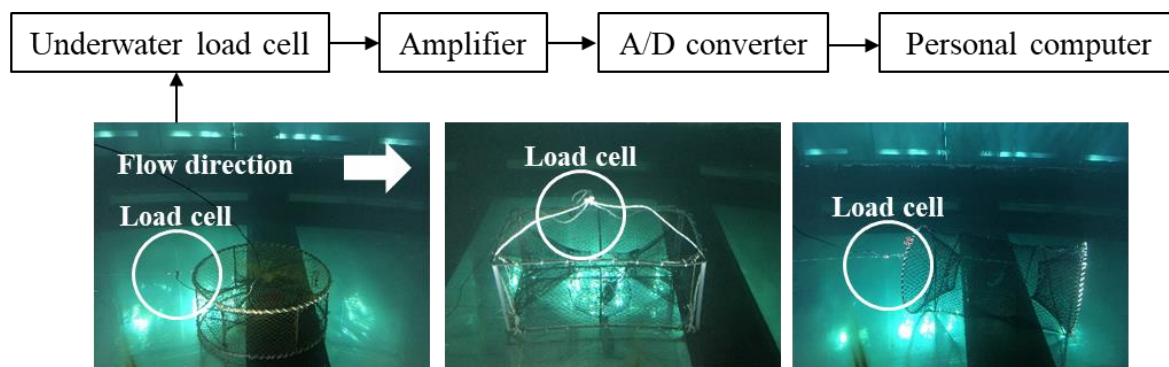 Underwater load cell
Amplifier
A/D converter
Personal computer
Flow direction
Load cell
Load cell
Load cell